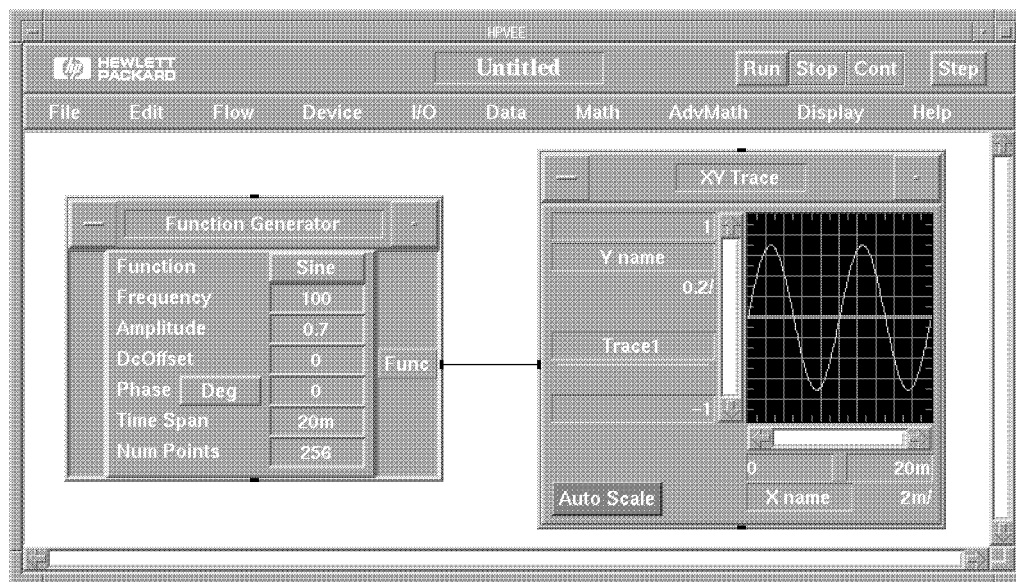 HPVEE
hp HEWLETT PACKARD
Untitled
Run Stop Cont Step
File Edit Flow Device I/O Data Math AdvMath Display Help
Function Generator
Function Sine
Frequency 100
Amplitude 0.7
DcOffset 0
Phase Deg 0
Time Span 20m
Num Points 256
Func
XY Trace
1
Y name
0.2/
Trace1
-1
0 20m
Auto Scale
X name 2m/